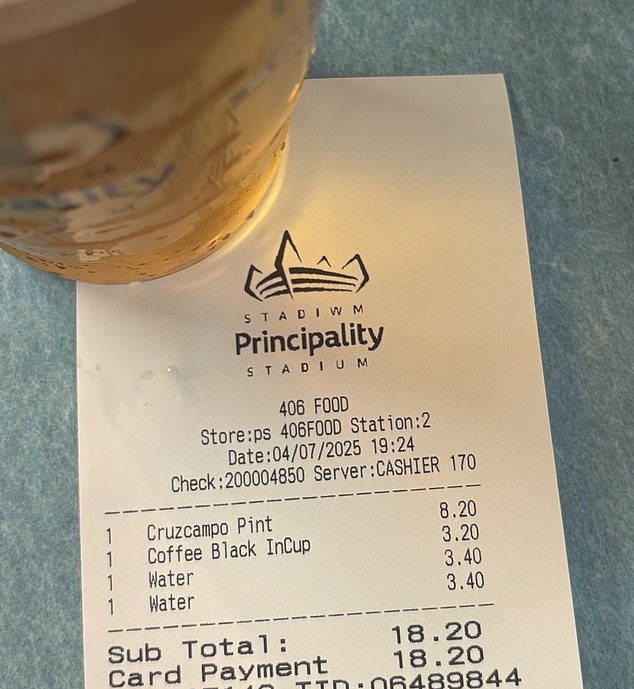 STADIWM
Principality
STADIUM
406 FOOD
Store:ps 406FOOD Station:2
Date:04/07/2025 19:24
Check:200004850 Server:CASHIER 170
1 Cruzcampo Pint 8.20
1 Coffee Black InCup 3.20
1 Water 3.40
1 Water 3.40
Sub Total: 18.20
Card Payment 18.20
TID:06489844